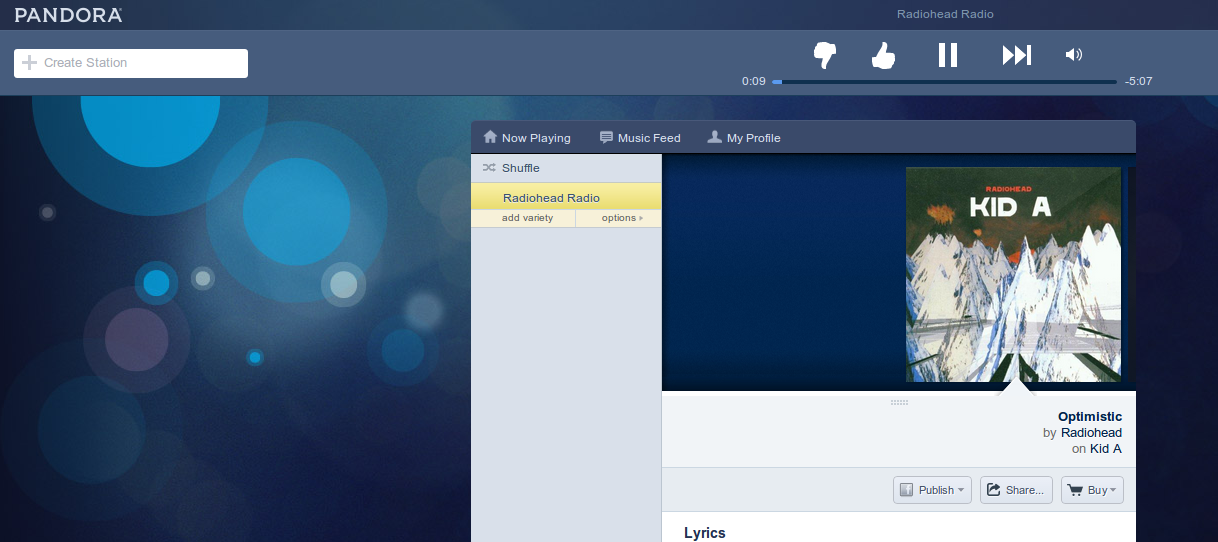 PANDORA
Radiohead Radio
Create Station
0:09
-5:07
Now Playing
Music Feed
My Profile
Shuffle
Radiohead Radio
add variety
options
RADIOHEAD
KID A
Optimistic
by Radiohead
on Kid A
Publish
Share...
Buy
Lyrics